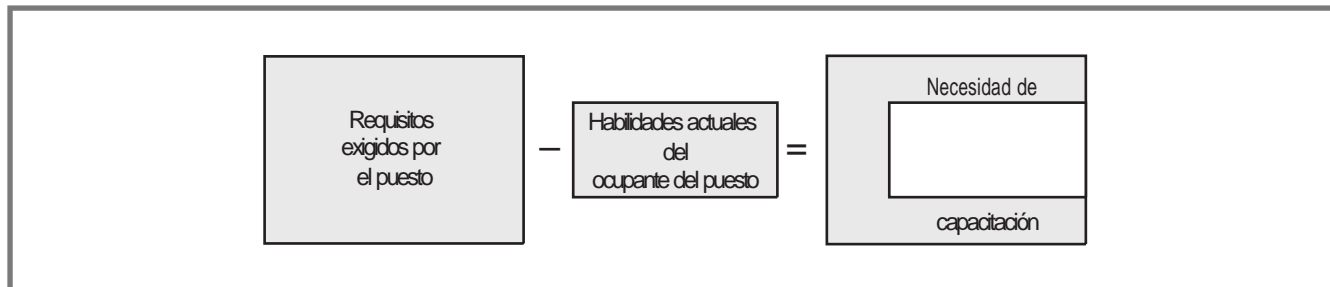 Requisitos
exigidos por
el puesto
–
Habilidades actuales
del
ocupante del puesto
=
Necesidad de
capacitación